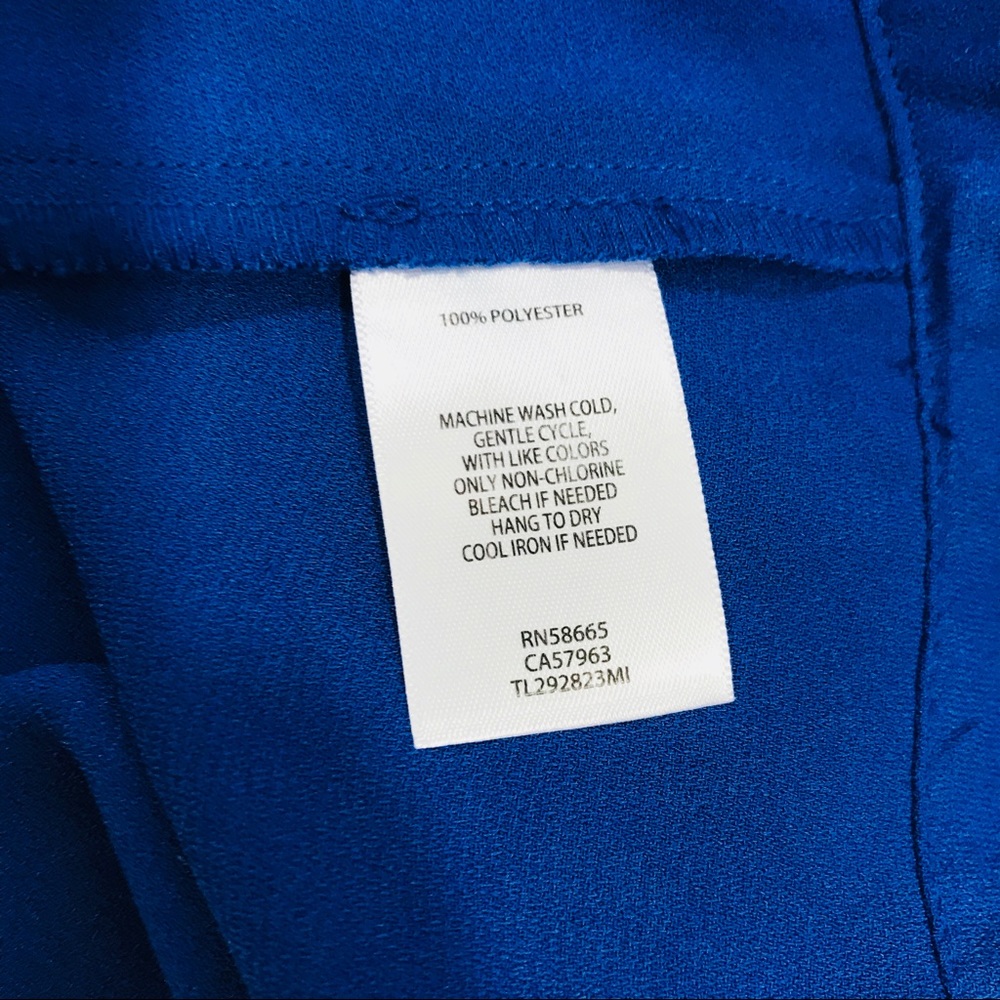 100% POLYESTER
MACHINE WASH COLD,
GENTLE CYCLE,
WITH LIKE COLORS
ONLY NON-CHLORINE
BLEACH IF NEEDED
HANG TO DRY
COOL IRON IF NEEDED
RN58665
CA57963
TL292823MI